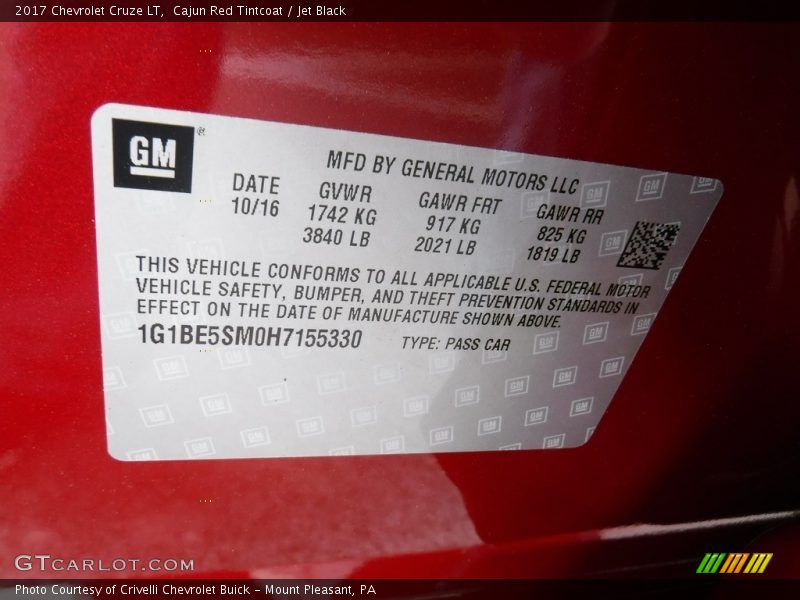 2017 Chevrolet Cruze LT,  Cajun Red Tintcoat / Jet Black
GM®
MFD BY GENERAL MOTORS LLC
DATE GVWR GAWR FRT GAWR RR
10/16 1742 KG 917 KG 825 KG
3840 LB 2021 LB 1819 LB
THIS VEHICLE CONFORMS TO ALL APPLICABLE U.S. FEDERAL MOTOR
VEHICLE SAFETY, BUMPER, AND THEFT PREVENTION STANDARDS IN
EFFECT ON THE DATE OF MANUFACTURE SHOWN ABOVE.
1G1BE5SM0H7155330 TYPE: PASS CAR
GTCARLOT.COM
Photo Courtesy of Crivelli Chevrolet Buick - Mount Pleasant, PA